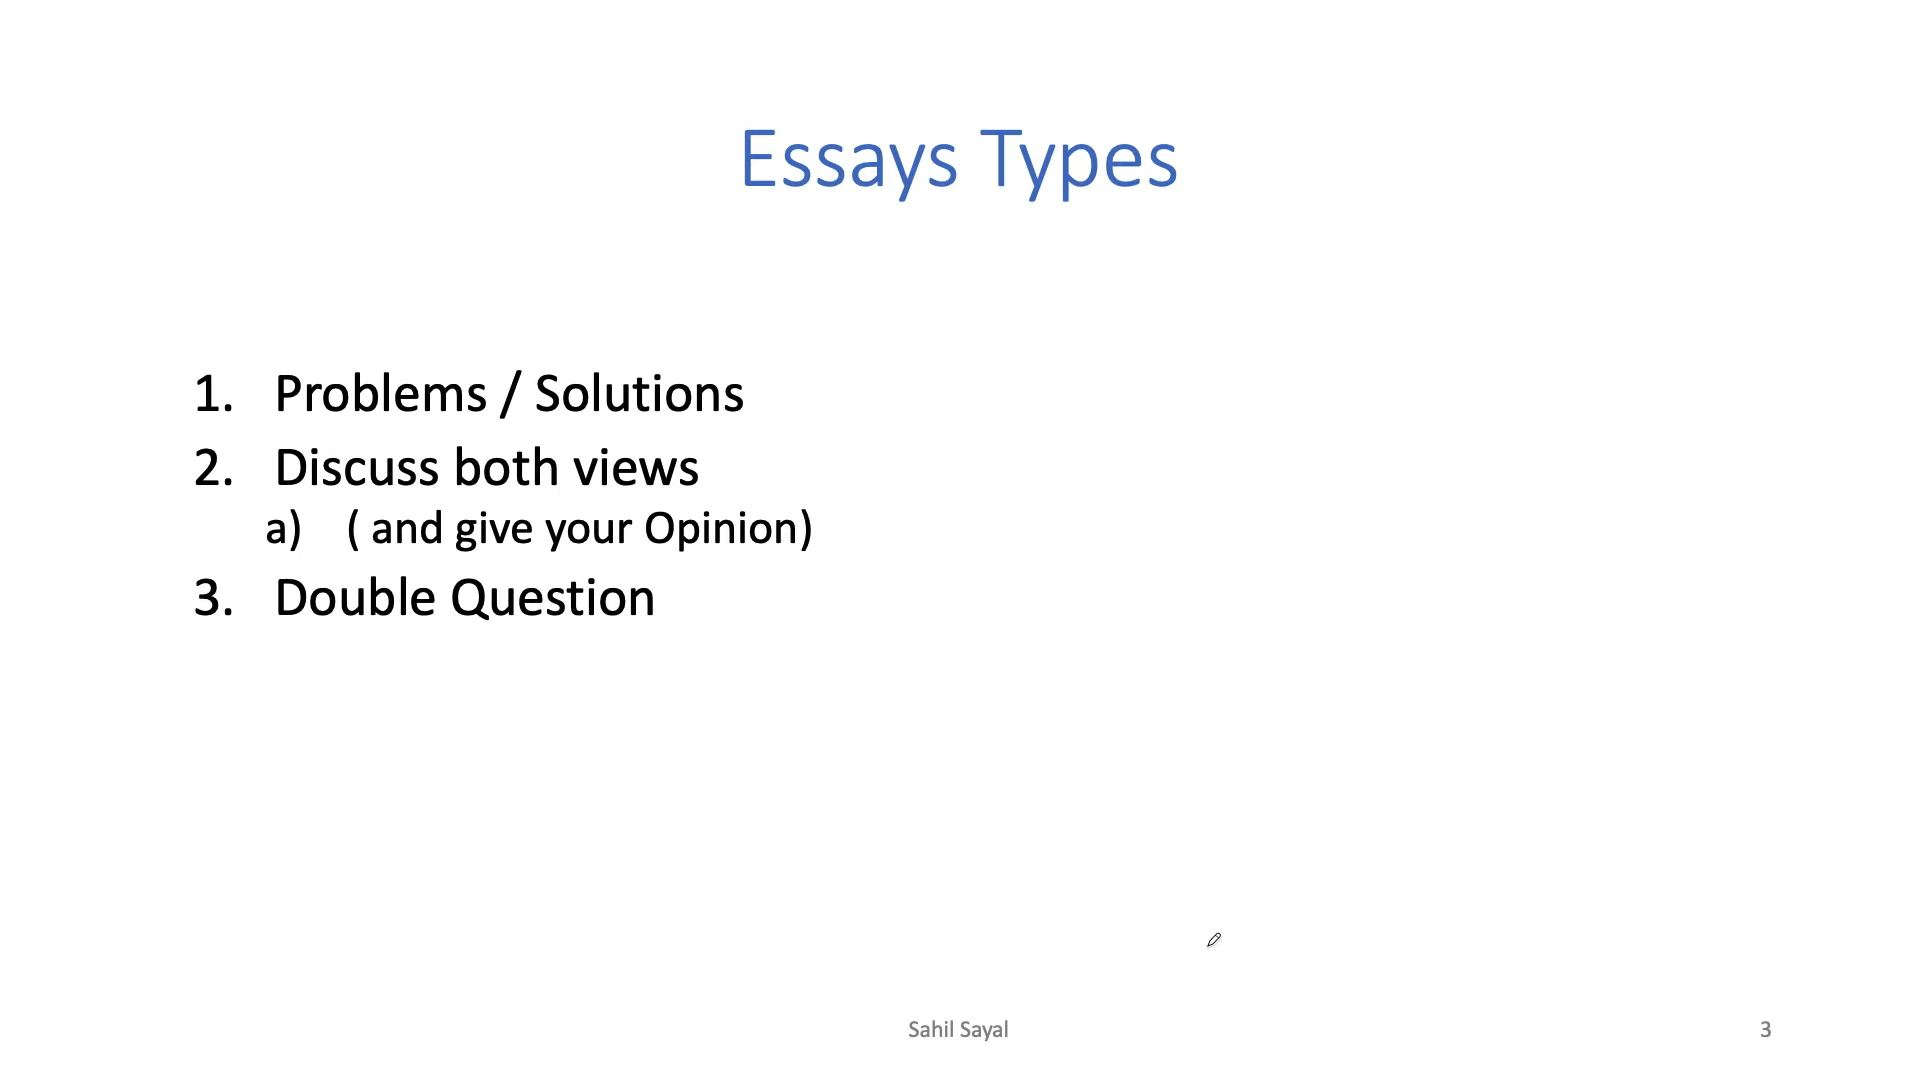 Essays Types
1. Problems / Solutions
2. Discuss both views
a) ( and give your Opinion)
3. Double Question
Sahil Sayal
3